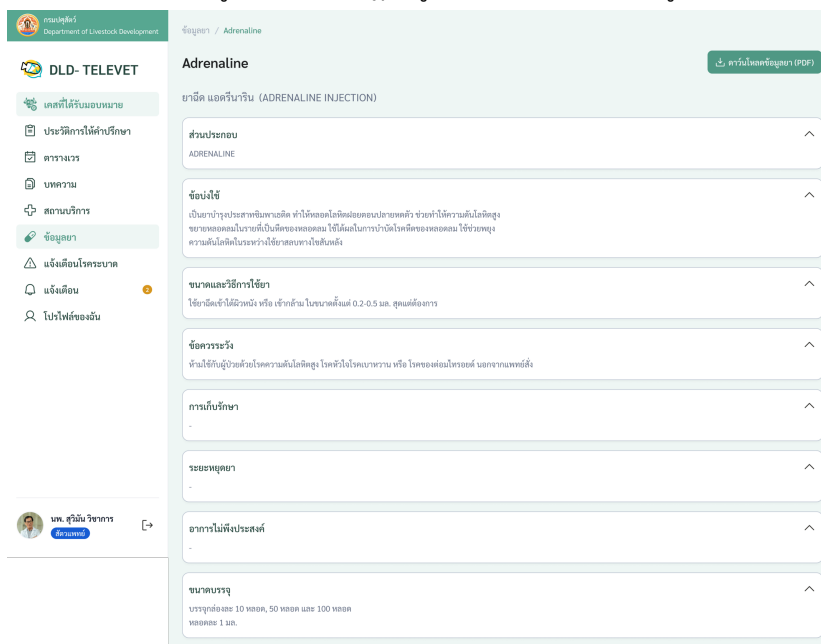 กรมปศุสัตว์
Department of Livestock Development
DLD- TELEVET
เคสที่ได้รับมอบหมาย
ประวัติการให้คำปรึกษา
ตารางเวร
บทความ
สถานบริการ
ข้อมูลยา
แจ้งเตือนโรคระบาด
แจ้งเตือน
2
โปรไฟล์ของฉัน
นพ. สุวิมัน วิชาการ
สัตวแพทย์
ข้อมูลยา / Adrenaline
Adrenaline
ดาวน์โหลดข้อมูลยา (PDF)
ยาฉีด แอดรีนาริน (ADRENALINE INJECTION)
ส่วนประกอบ
ADRENALINE
ข้อบ่งใช้
เป็นยาบำรุงประสาทซิมพาเธติค ทำให้หลอดโลหิตฝอยตอนปลายหดตัว ช่วยทำให้ความดันโลหิตสูง
ขยายหลอดลมในรายที่เป็นหืดของหลอดลม ใช้ได้ผลในการบำบัดโรคหืดของหลอดลม ใช้ช่วยพยุง
ความดันโลหิตในระหว่างใช้ยาสลบทางไขสันหลัง
ขนาดและวิธีการใช้ยา
ใช้ยาฉีดเข้าใต้ผิวหนัง หรือ เข้ากล้าม ในขนาดตั้งแต่ 0.2-0.5 มล. สุดแต่ต้องการ
ข้อควรระวัง
ห้ามใช้กับผู้ป่วยด้วยโรคความดันโลหิตสูง โรคหัวใจโรคเบาหวาน หรือ โรคของต่อมไทรอยด์ นอกจากแพทย์สั่ง
การเก็บรักษา
-
ระยะหยุดยา
-
อาการไม่พึงประสงค์
-
ขนาดบรรจุ
บรรจุกล่องละ 10 หลอด, 50 หลอด และ 100 หลอด
หลอดละ 1 มล.